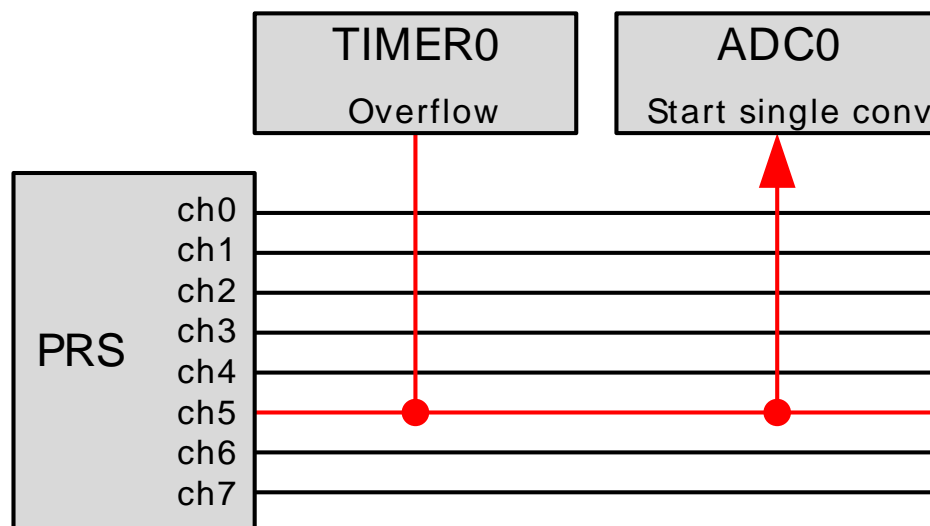 TIMER0
Overflow
ADC0
Start single conv
PRS
ch0
ch1
ch2
ch3
ch4
ch5
ch6
ch7